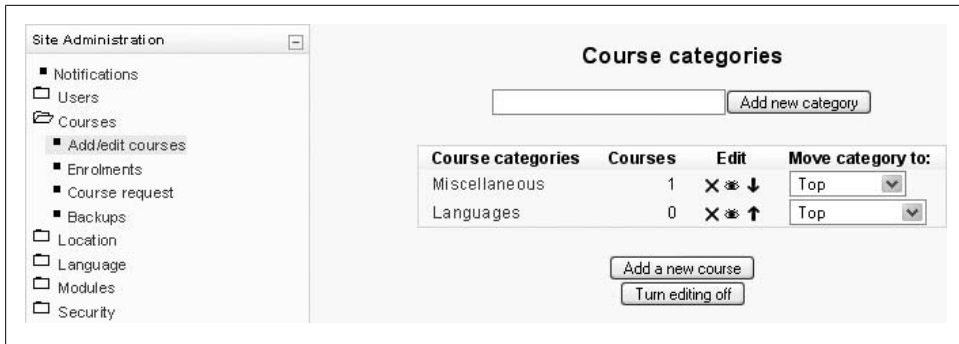 Site Administration
Notifications
Users
Courses
Add/edit courses
Enrolments
Course request
Backups
Location
Language
Modules
Security
Course categories
Add new category
Course categories Courses Edit Move category to:
Miscellaneous 1 Top
Languages 0 Top
Add a new course
Turn editing off